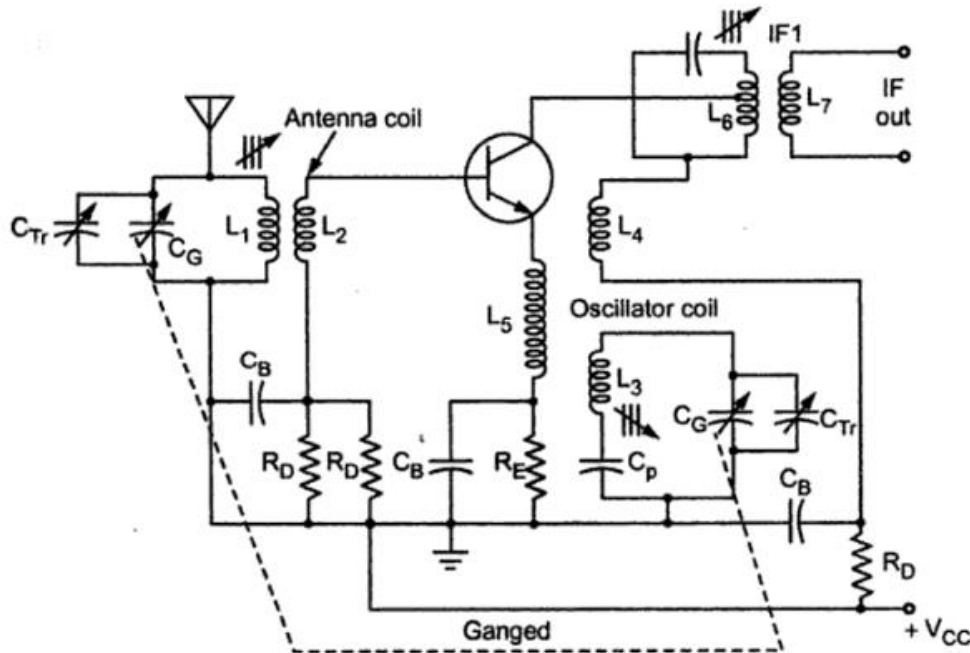 IF1
Antenna coil
L6
L7
IF
out
CTr
CG
L1
L2
L4
L5
Oscillator coil
CB
L3
CG
CTr
RD
RD
CB
RE
Cp
CB
RD
Ganged
+ VCC